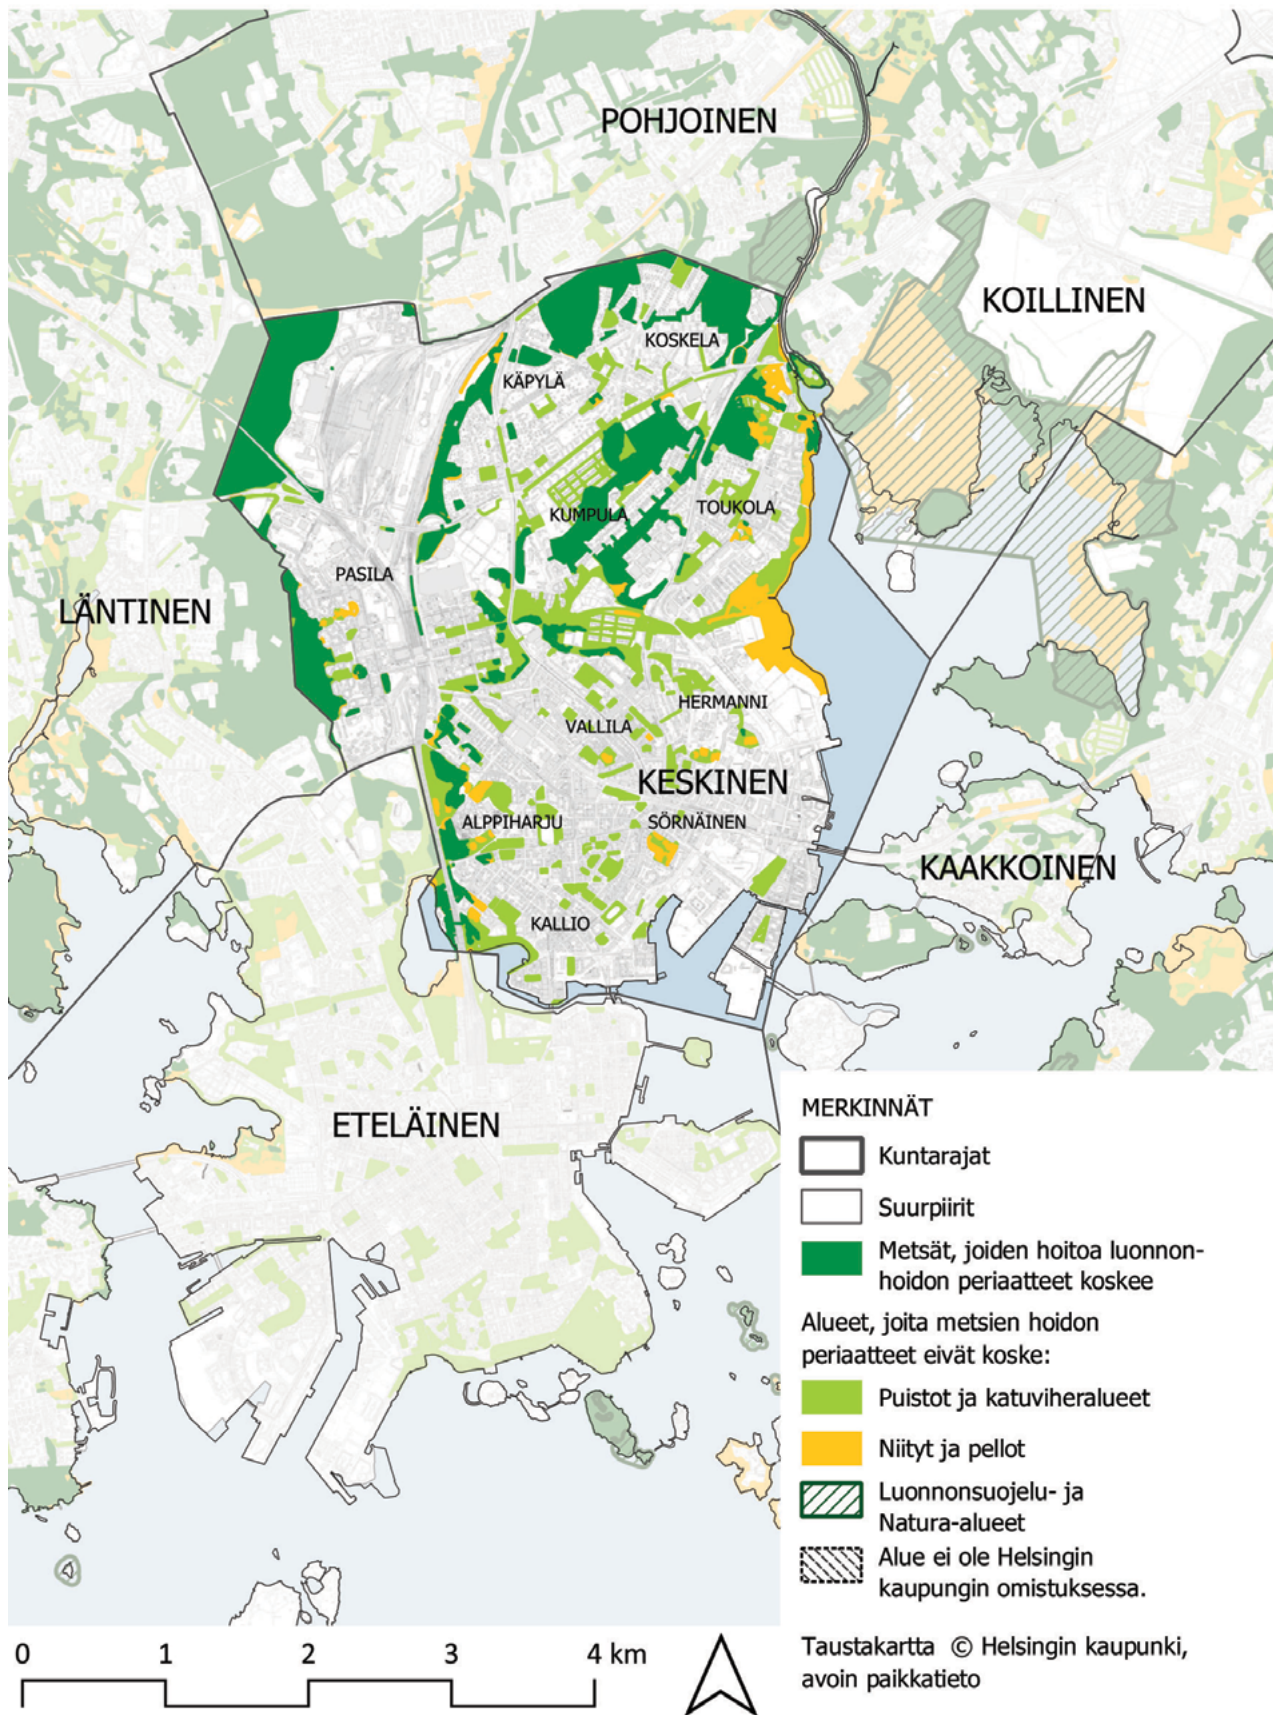 POHJOINEN
KOILLINEN
KOSKELA
KÄPYLÄ
KUMPULA
TOUKOLA
PASILA
LÄNTINEN
HERMANNI
VALLILA
KESKINEN
ALPPIHARJU
SÖRNÄINEN
KAAKKOINEN
KALLIO
ETELÄINEN
MERKINNÄT
Kuntarajat
Suurpiirit
Metsät, joiden hoitoa luonnon-
hoidon periaatteet koskee
Alueet, joita metsien hoidon
periaatteet eivät koske:
Puistot ja katuviheralueet
Niityt ja pellot
Luonnonsuojelu- ja
Natura-alueet
Alue ei ole Helsingin
kaupungin omistuksessa.
Taustakartta © Helsingin kaupunki,
avoin paikkatieto
0 1 2 3 4 km